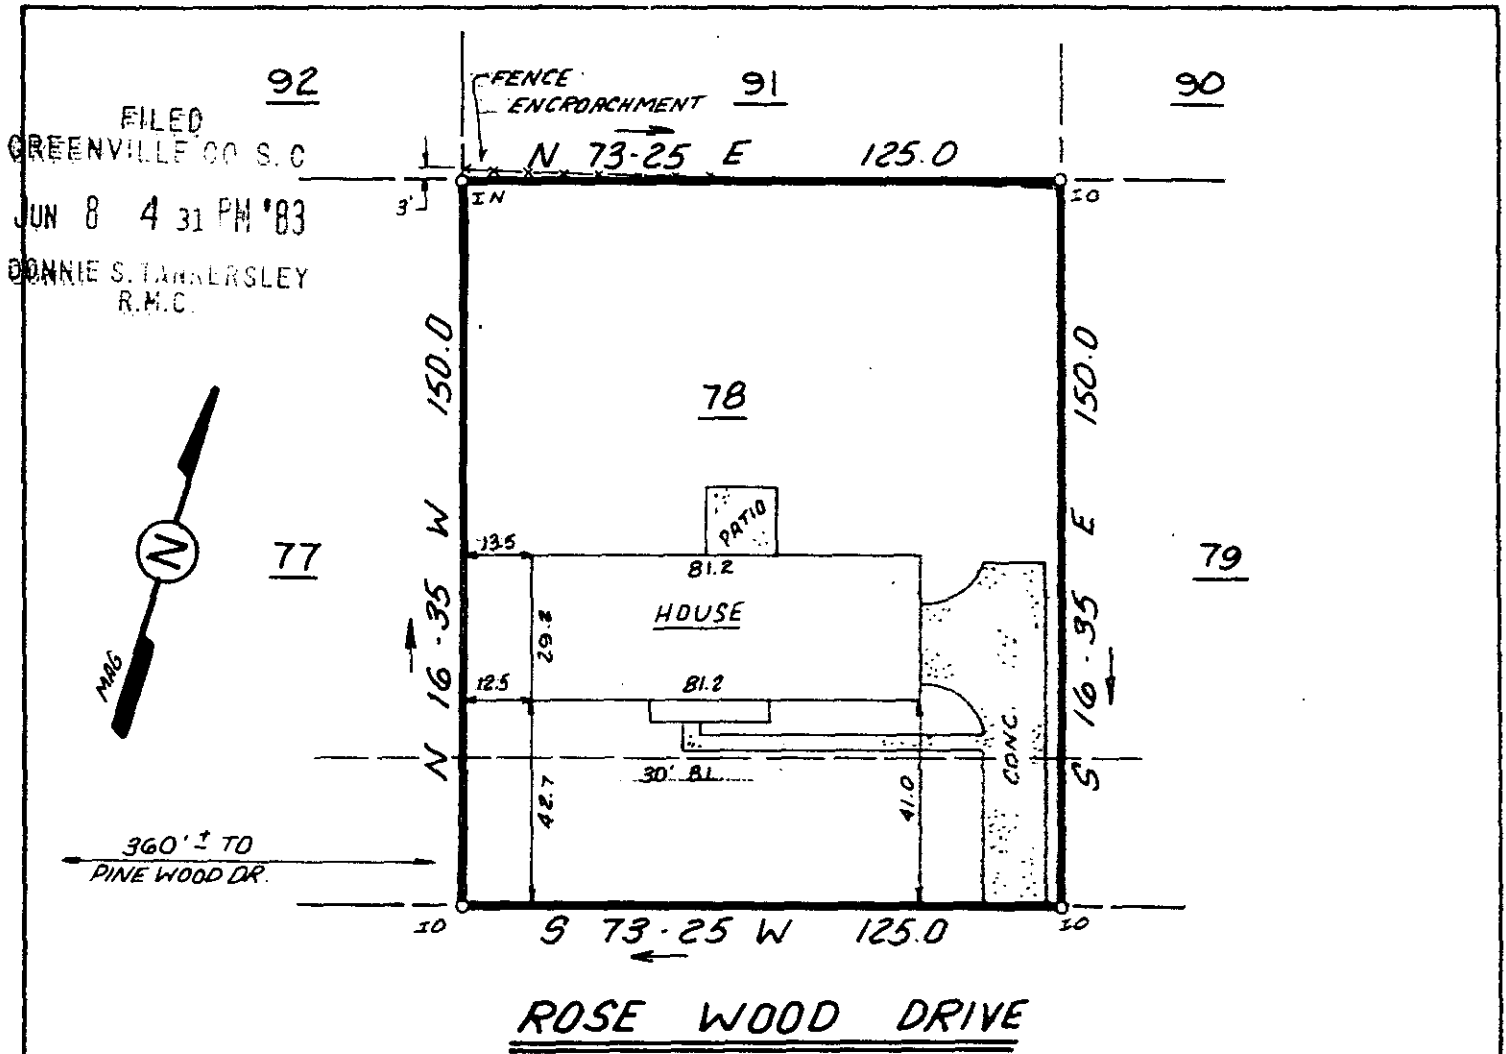 92
FENCE
ENCROACHMENT
91
90
FILED
GREENVILLE CO S. C
JUN 8 4 31 PM '83
DONNIE S. TANKERSLEY
R.M.C.
N 73-25 E 125.0
3'
IN
IO
N 16-35 W 150.0
S 16-35 E 150.0
78
MAG
N
77
79
PATIO
13.5
81.2
HOUSE
29.2
12.5
81.2
30' BL
42.7
41.0
CONC.
360' ± TO
PINE WOOD DR.
IO
S 73-25 W 125.0
IO
ROSE WOOD DRIVE